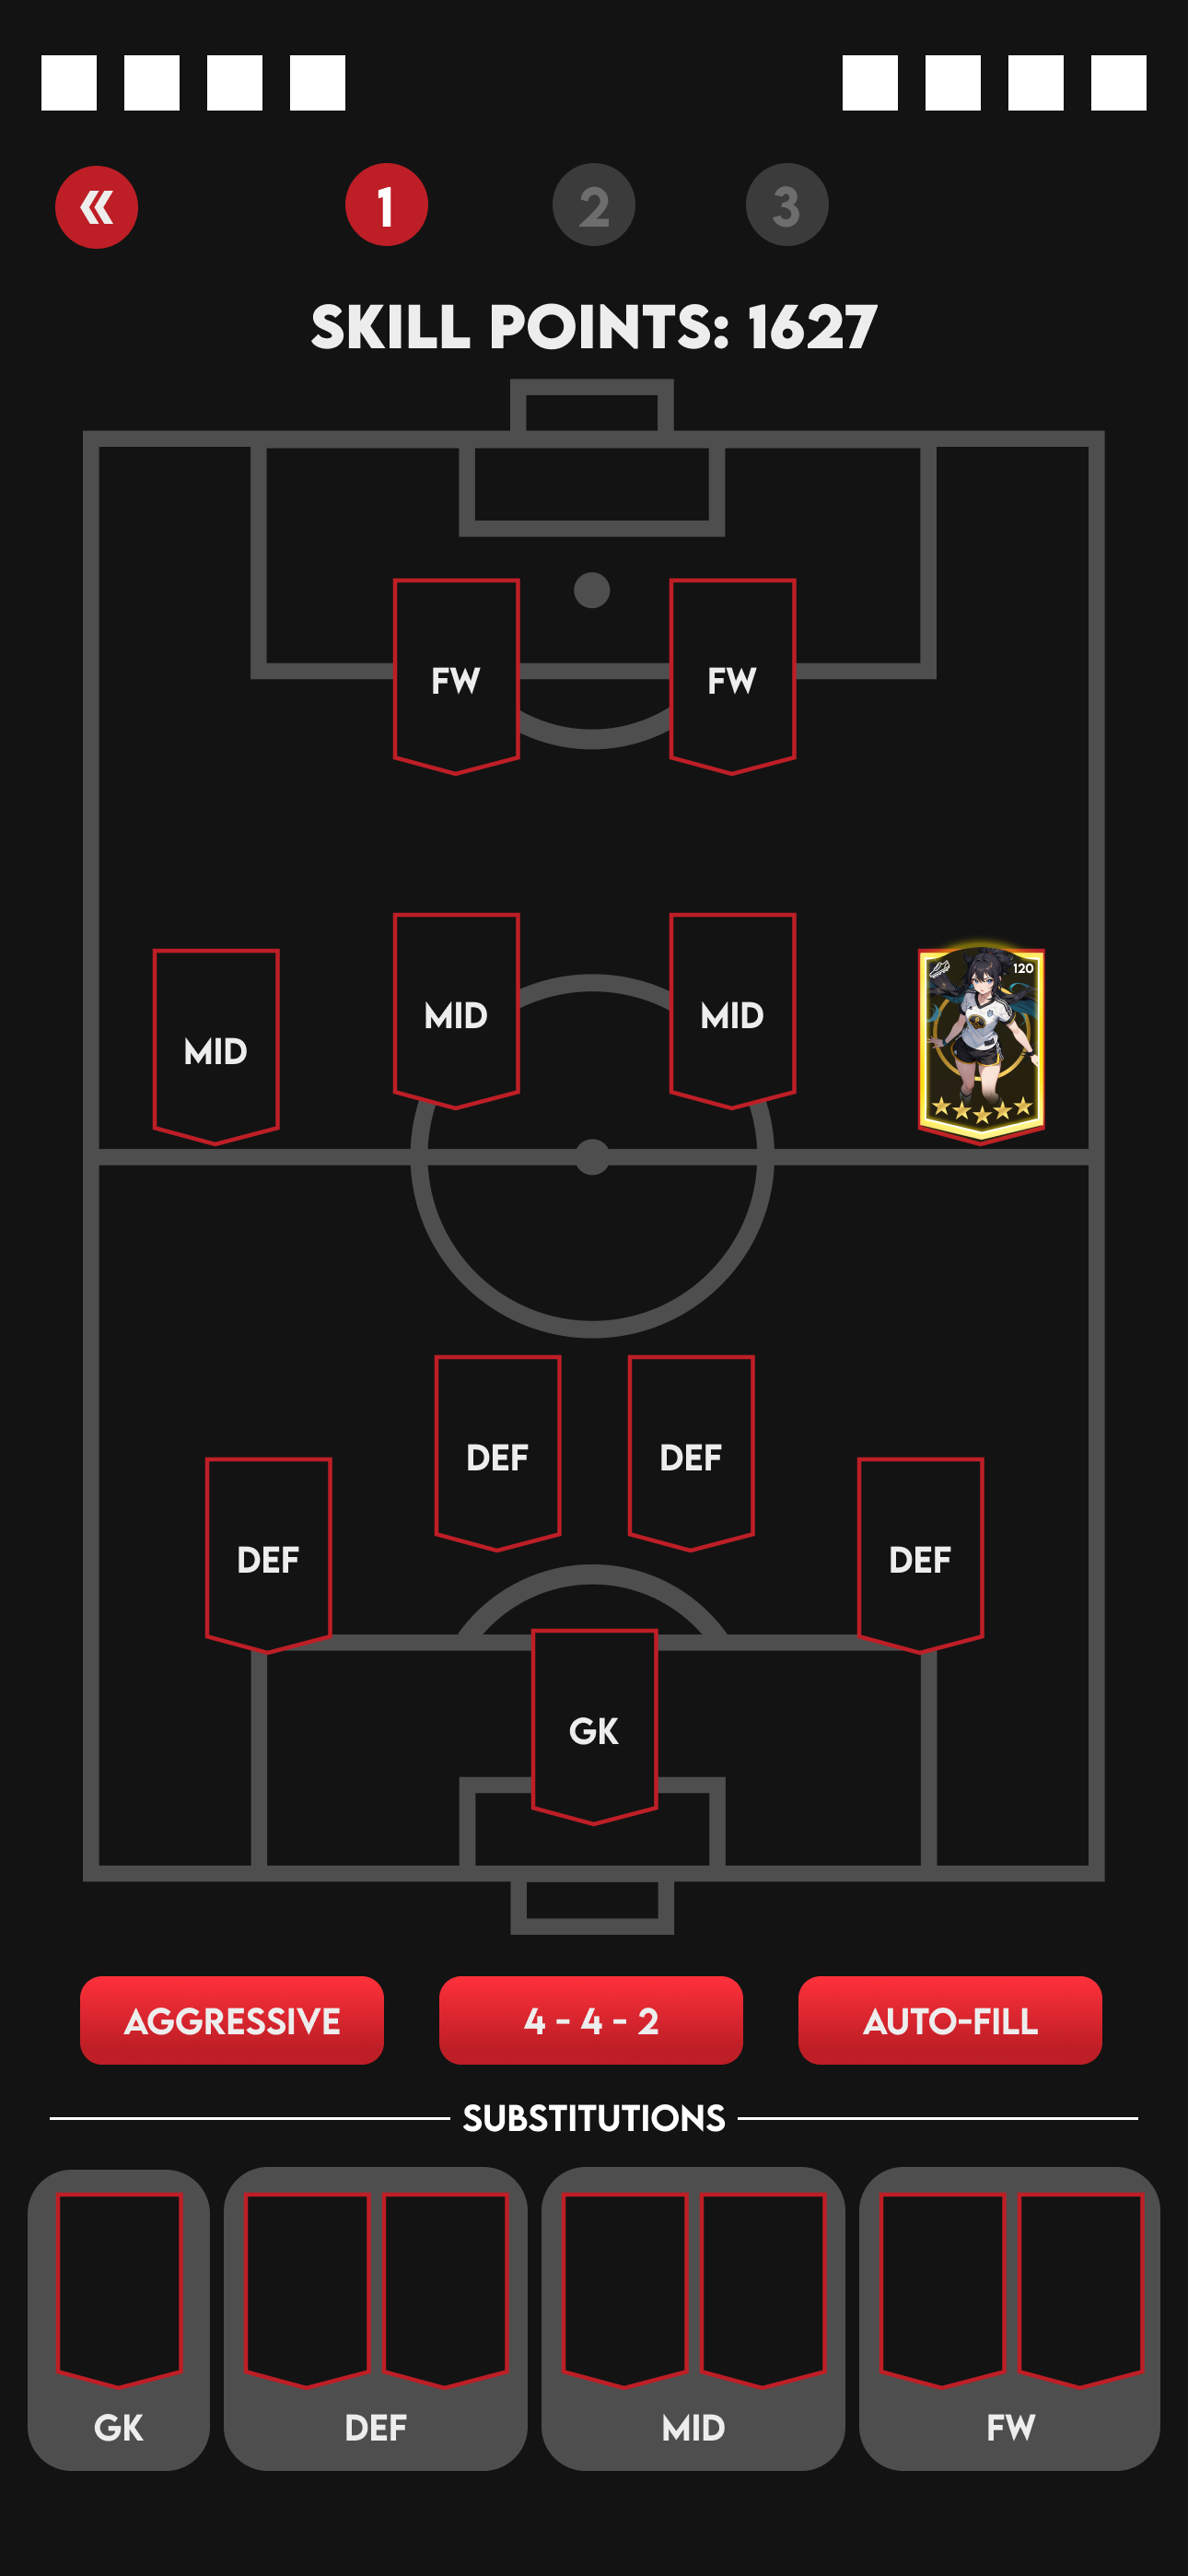 «
1 2 3
SKILL POINTS: 1627
FW FW
MID MID MID 120
DEF DEF
DEF DEF
GK
AGGRESSIVE 4 - 4 - 2 AUTO-FILL
SUBSTITUTIONS
GK DEF MID FW